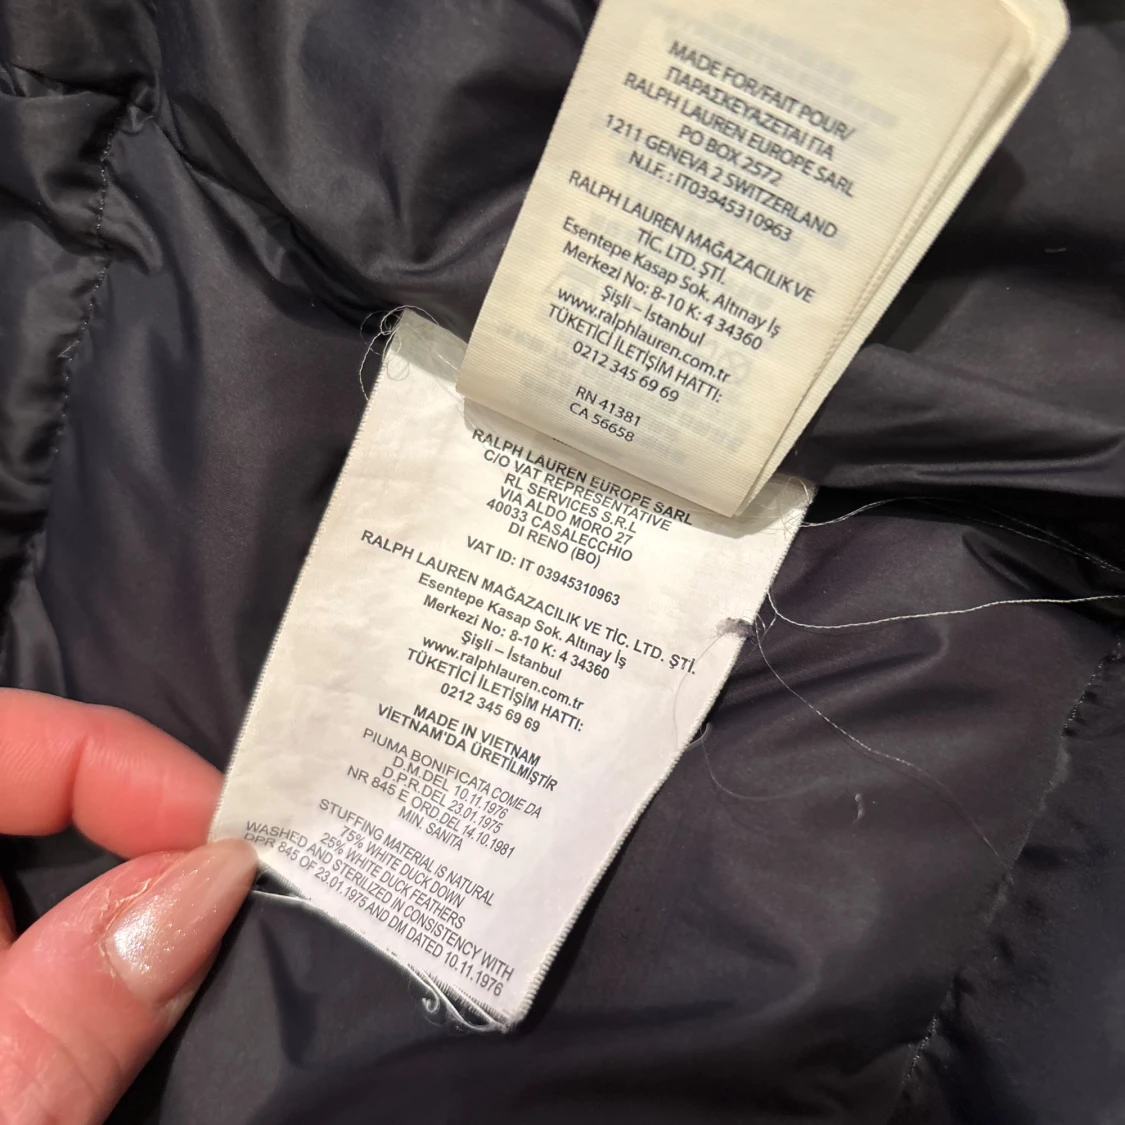 MADE FOR/FAIT POUR/
ΠΑΡΑΣΚΕΥΑΖΕΤΑΙ ΓΙΑ
RALPH LAUREN EUROPE SARL
PO BOX 2572
1211 GENEVA 2 SWITZERLAND
N.I.F. : IT03945310963
RALPH LAUREN MAĞAZACILIK VE
TİC. LTD. ŞTİ.
Esentepe Kasap Sok. Altınay İş
Merkezi No: 8-10 K: 4 34360
Şişli – İstanbul
www.ralphlauren.com.tr
TÜKETİCİ İLETİŞİM HATTI:
0212 345 69 69
RN 41381
CA 56658
RALPH LAUREN EUROPE SARL
C/O VAT REPRESENTATIVE
RL SERVICES S.R.L
VIA ALDO MORO 27
40033 CASALECCHIO
DI RENO (BO)
VAT ID: IT 03945310963
RALPH LAUREN MAĞAZACILIK VE TİC. LTD. ŞTİ.
Esentepe Kasap Sok. Altınay İş
Merkezi No: 8-10 K: 4 34360
Şişli – İstanbul
www.ralphlauren.com.tr
TÜKETİCİ İLETİŞİM HATTI:
0212 345 69 69
MADE IN VIETNAM
VİETNAM'DA ÜRETİLMİŞTİR
PIUMA BONIFICATA COME DA
D.M.DEL 10.11.1976
D.P.R.DEL 23.01.1975
NR 845 E ORD.DEL 14.10.1981
MIN. SANITA
STUFFING MATERIAL IS NATURAL
75% WHITE DUCK DOWN
25% WHITE DUCK FEATHERS
WASHED AND STERILIZED IN CONSISTENCY WITH
DPR 845 OF 23.01.1975 AND DM DATED 10.11.1976